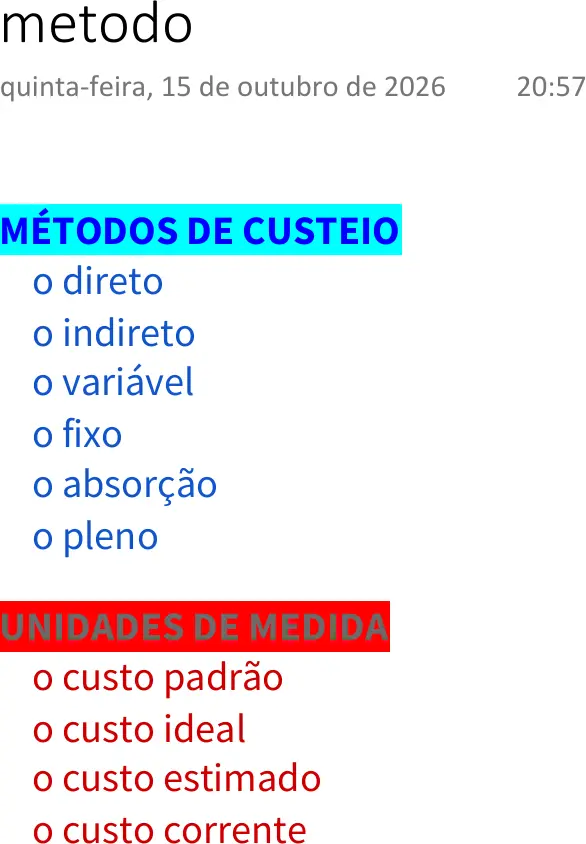 metodo
quinta-feira, 15 de outubro de 2026 20:57
MÉTODOS DE CUSTEIO
o direto
o indireto
o variável
o fixo
o absorção
o pleno
UNIDADES DE MEDIDA
o custo padrão
o custo ideal
o custo estimado
o custo corrente